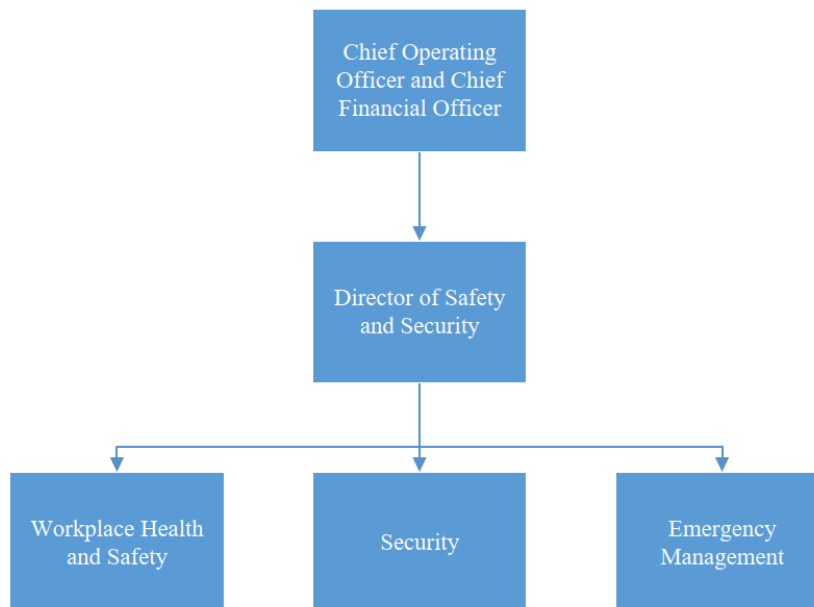 Chief Operating
Officer and Chief
Financial Officer
Director of Safety
and Security
Workplace Health
and Safety
Security
Emergency
Management